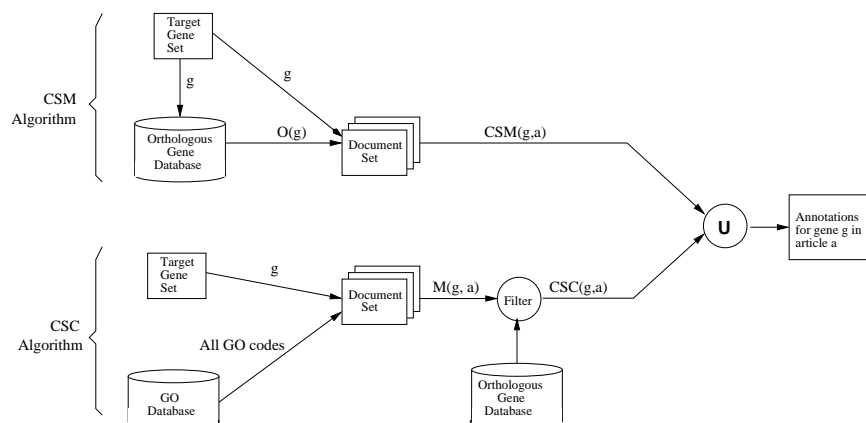 Target
Gene
Set
g
g
CSM
Algorithm
Orthologous
Gene
Database
O(g)
Document
Set
CSM(g,a)
U
Annotations
for gene g in
article a
Target
Gene
Set
g
CSC
Algorithm
Document
Set
M(g, a)
Filter
CSC(g,a)
All GO codes
GO
Database
Orthologous
Gene
Database